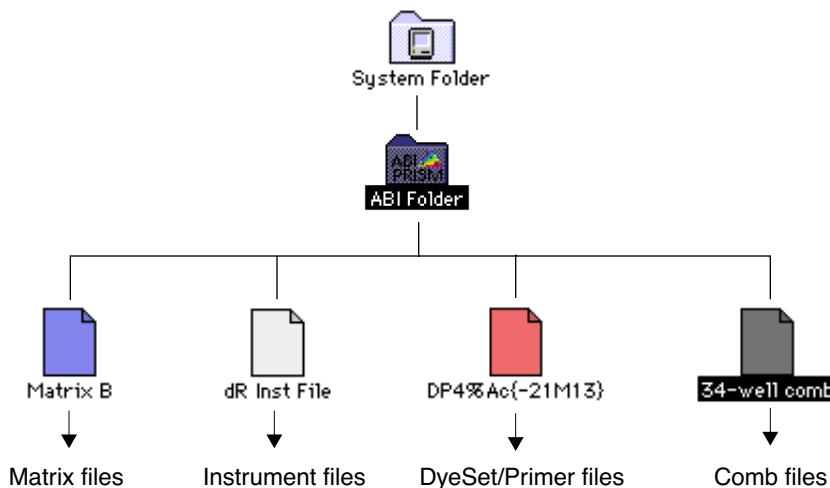 System Folder
ABI
PRISM
ABI Folder
Matrix B
dR Inst File
DP4%Ac{-21M13}
34-well comb
Matrix files
Instrument files
DyeSet/Primer files
Comb files